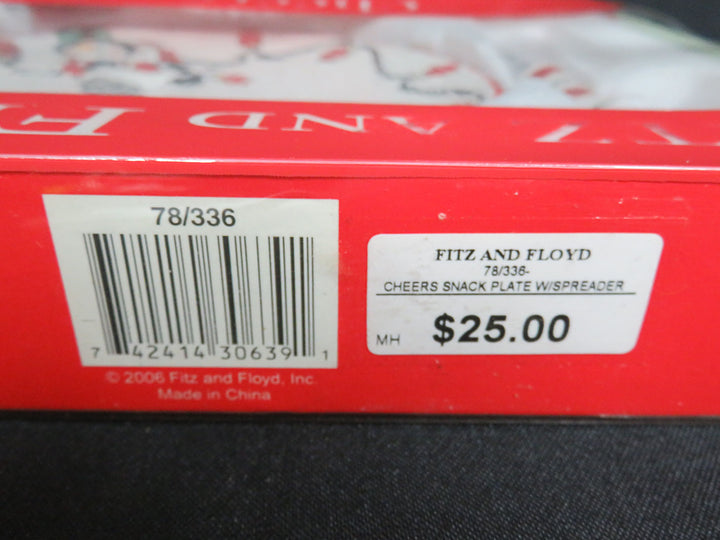 AND
78/336
7 42414 30639 1
© 2006 Fitz and Floyd, Inc.
Made in China
FITZ AND FLOYD
78/336-
CHEERS SNACK PLATE W/SPREADER
MH $25.00